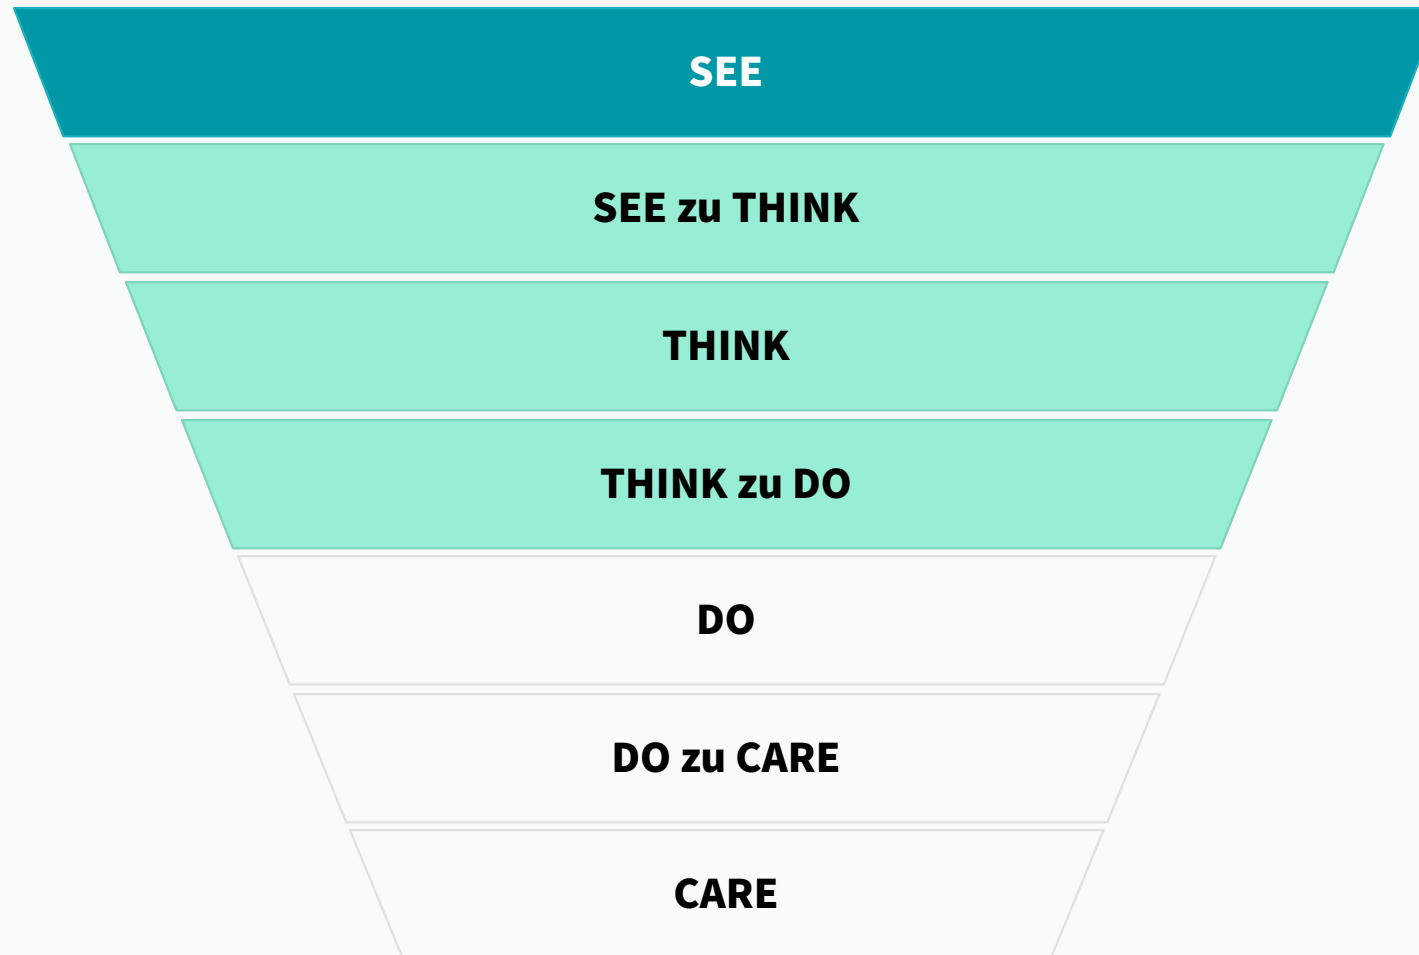 SEE
SEE zu THINK
THINK
THINK zu DO
DO
DO zu CARE
CARE